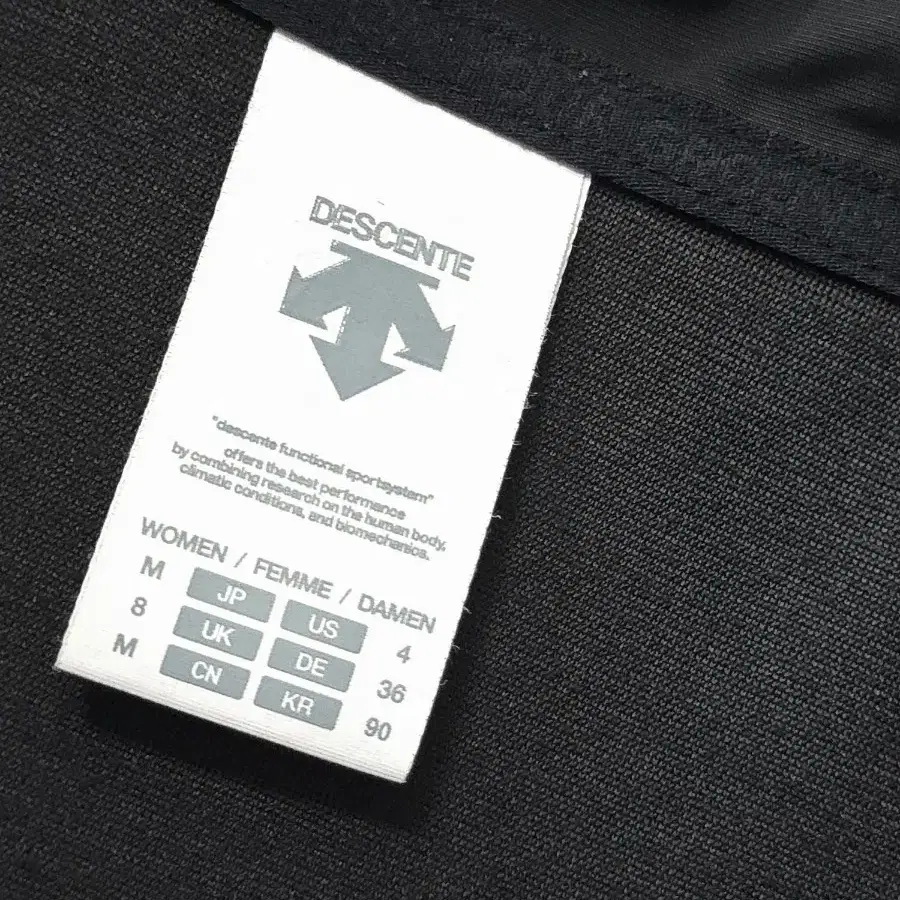 DESCENTE
"descente functional sportsystem"
offers the best performance
by combining research on the human body,
climatic conditions, and biomechanics.
WOMEN / FEMME / DAMEN
M JP US 4
8 UK DE 36
M CN KR 90